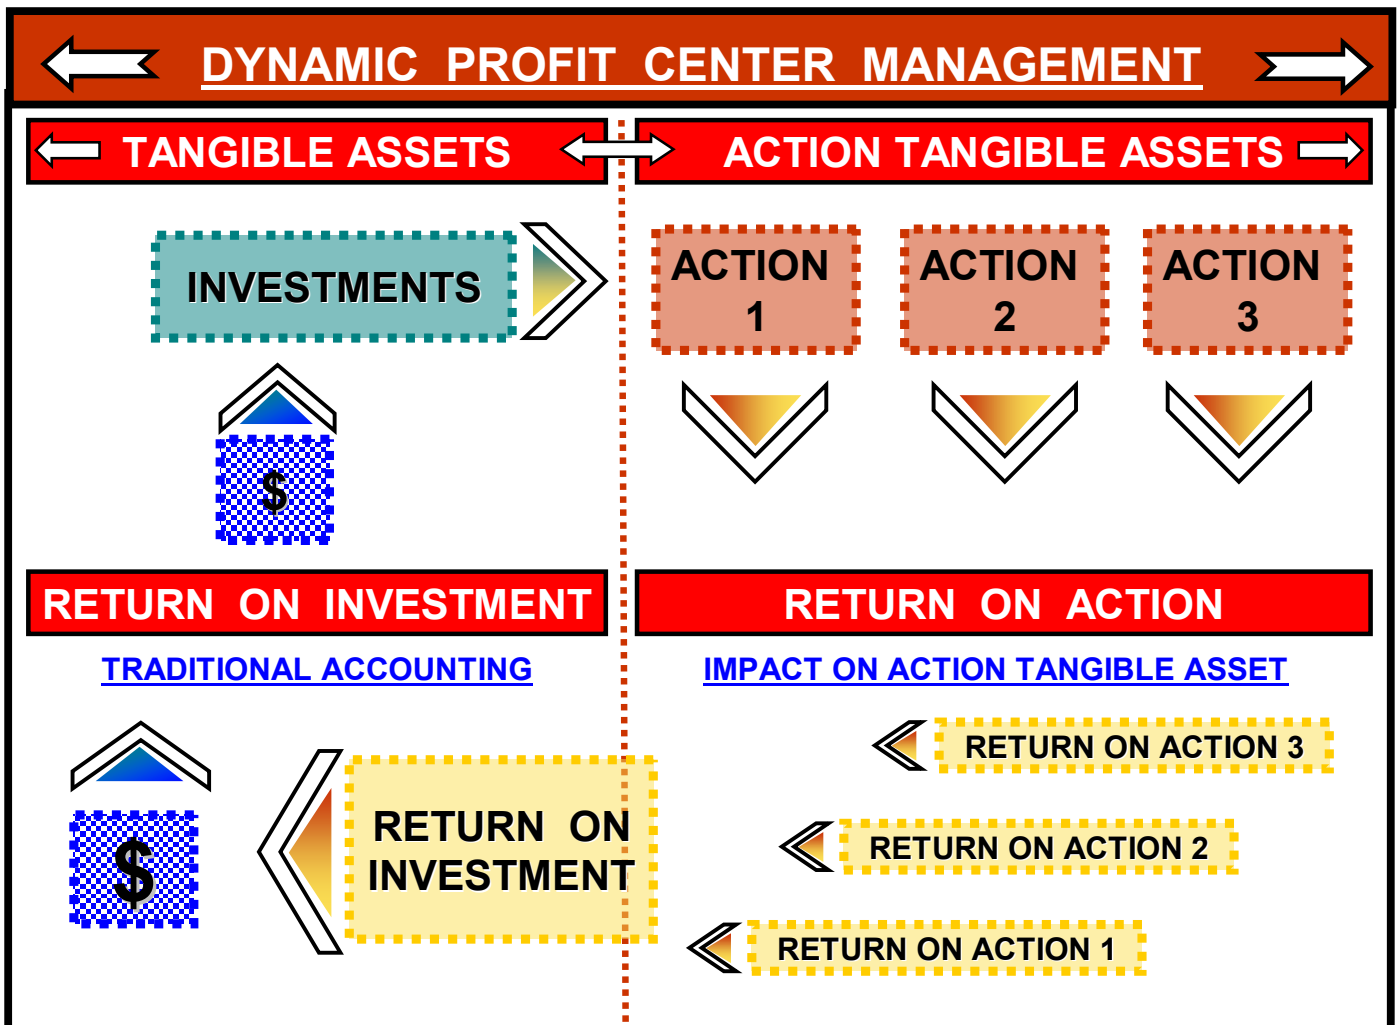 DYNAMIC PROFIT CENTER MANAGEMENT
TANGIBLE ASSETS
ACTION TANGIBLE ASSETS
INVESTMENTS
ACTION
1
ACTION
2
ACTION
3
$
RETURN ON INVESTMENT
RETURN ON ACTION
TRADITIONAL ACCOUNTING
IMPACT ON ACTION TANGIBLE ASSET
$
RETURN ON
INVESTMENT
RETURN ON ACTION 3
RETURN ON ACTION 2
RETURN ON ACTION 1